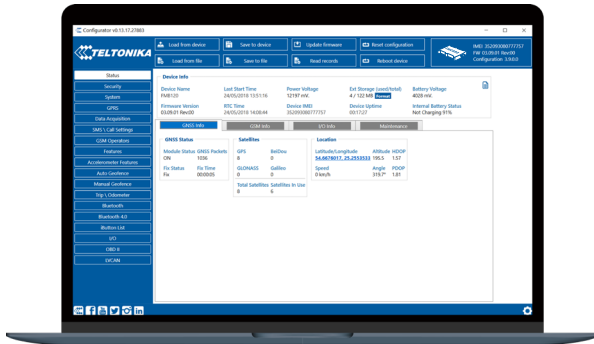 Configurator v0.13.17.27883
TELTONIKA
Load from device
Save to device
Update firmware
Reset configuration
Load from file
Save to file
Read records
Reboot device
IMEI 352093080777757
FW 03.09.01 Rev:00
Configuration 3.9.0.0
Status
Security
System
GPRS
Data Acquisition
SMS \ Call Settings
GSM Operators
Features
Accelerometer Features
Auto Geofence
Manual Geofence
Trip \ Odometer
Bluetooth
Bluetooth 4.0
iButton List
I/O
OBD II
LVCAN
Device Info
Device Name
FMB120
Last Start Time
24/05/2018 13:51:16
Power Voltage
12197 mV.
Ext Storage (used/total)
4 / 122 MB Format
Battery Voltage
4028 mV.
Firmware Version
03.09.01 Rev:00
RTC Time
24/05/2018 14:08:44
Device IMEI
352093080777757
Device Uptime
00:17:27
Internal Battery Status
Not Charging 91%
GNSS Info
GSM Info
I/O Info
Maintenance
GNSS Status
Module Status GNSS Packets
ON 1036
Fix Status Fix Time
Fix 00:00:05
Satellites
GPS BeiDou
8 0
GLONASS Galileo
0 0
Total Satellites Satellites In Use
8 6
Location
Latitude/Longitude Altitude HDOP
54.6676017, 25.2553533 195.5 1.57
Speed Angle PDOP
0 km/h 319.7° 1.81